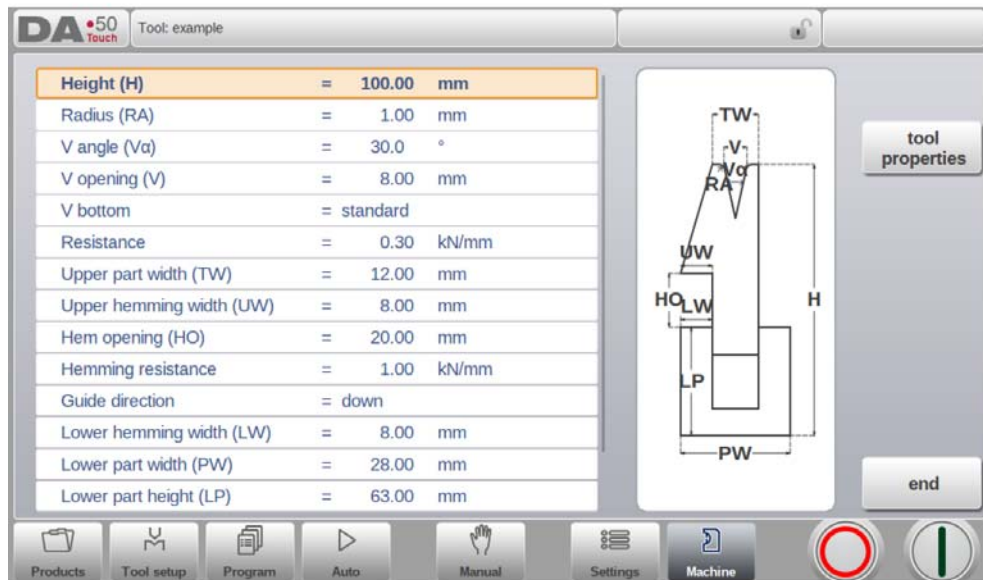 DA•50
Touch
Tool: example
Height (H) = 100.00 mm
Radius (RA) = 1.00 mm
V angle (Vα) = 30.0 °
V opening (V) = 8.00 mm
V bottom = standard
Resistance = 0.30 kN/mm
Upper part width (TW) = 12.00 mm
Upper hemming width (UW) = 8.00 mm
Hem opening (HO) = 20.00 mm
Hemming resistance = 1.00 kN/mm
Guide direction = down
Lower hemming width (LW) = 8.00 mm
Lower part width (PW) = 28.00 mm
Lower part height (LP) = 63.00 mm
TW
V
Vα
RA
UW
HO
LW
H
LP
PW
tool
properties
end
Products
Tool setup
Program
Auto
Manual
Settings
Machine